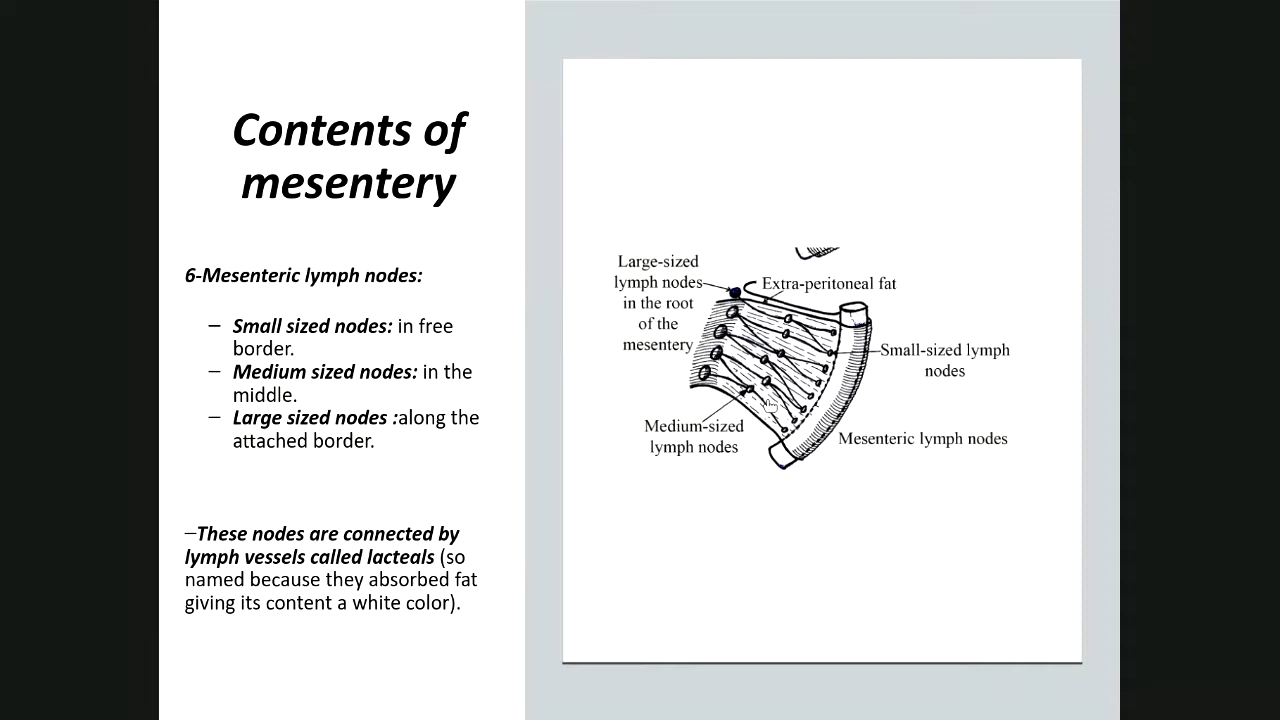 Contents of
mesentery
6-Mesenteric lymph nodes:
– Small sized nodes: in free
border.
– Medium sized nodes: in the
middle.
– Large sized nodes :along the
attached border.
–These nodes are connected by
lymph vessels called lacteals (so
named because they absorbed fat
giving its content a white color).
Large-sized
lymph nodes
in the root
of the
mesentery
Extra-peritoneal fat
Small-sized lymph
nodes
Medium-sized
lymph nodes
Mesenteric lymph nodes